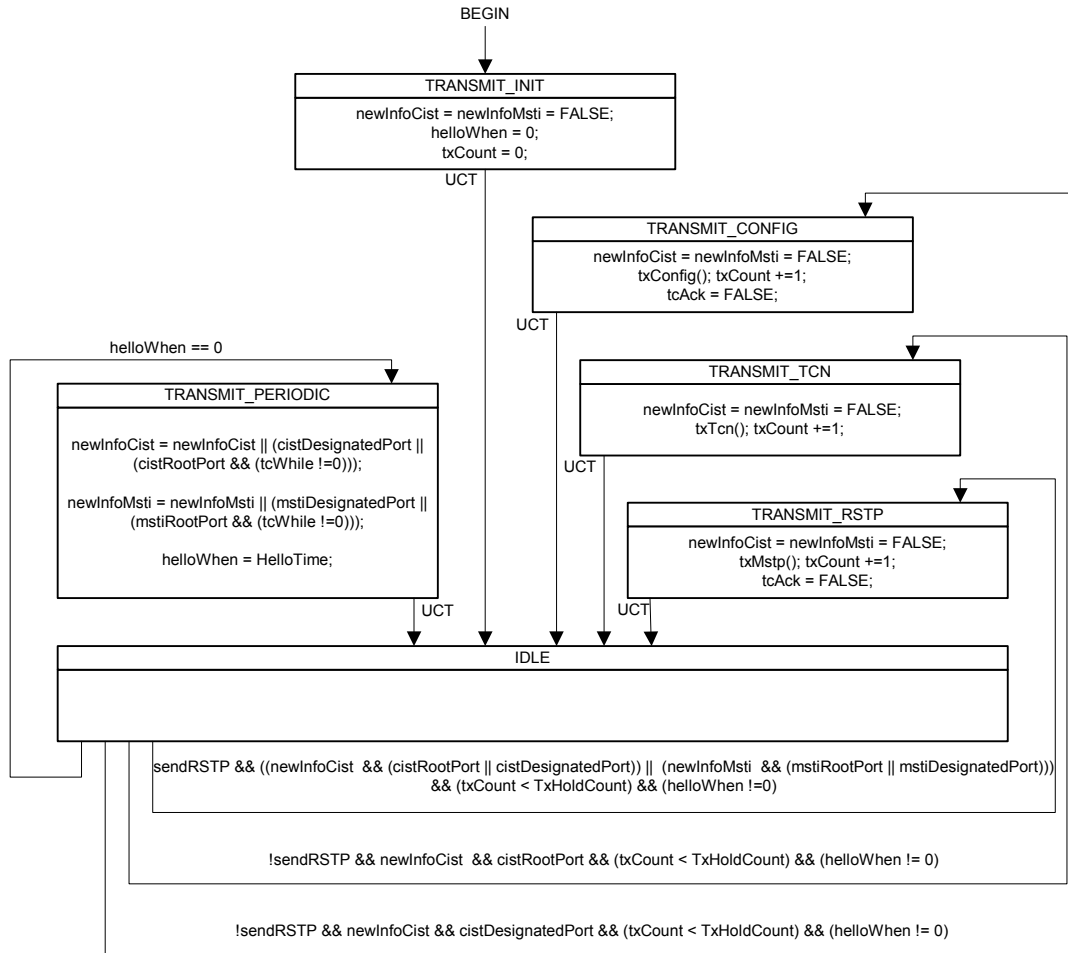 BEGIN
TRANSMIT_INIT
newInfoCist = newInfoMsti = FALSE;
helloWhen = 0;
txCount = 0;
UCT
TRANSMIT_CONFIG
newInfoCist = newInfoMsti = FALSE;
txConfig(); txCount +=1;
tcAck = FALSE;
UCT
helloWhen == 0
TRANSMIT_TCN
newInfoCist = newInfoMsti = FALSE;
txTcn(); txCount +=1;
UCT
TRANSMIT_PERIODIC
newInfoCist = newInfoCist || (cistDesignatedPort ||
(cistRootPort && (tcWhile !=0)));
newInfoMsti = newInfoMsti || (mstiDesignatedPort ||
(mstiRootPort && (tcWhile !=0)));
helloWhen = HelloTime;
UCT
TRANSMIT_RSTP
newInfoCist = newInfoMsti = FALSE;
txMstp(); txCount +=1;
tcAck = FALSE;
UCT
IDLE
sendRSTP && ((newInfoCist && (cistRootPort || cistDesignatedPort)) || (newInfoMsti && (mstiRootPort || mstiDesignatedPort)))
&& (txCount < TxHoldCount) && (helloWhen !=0)
!sendRSTP && newInfoCist && cistRootPort && (txCount < TxHoldCount) && (helloWhen != 0)
!sendRSTP && newInfoCist && cistDesignatedPort && (txCount < TxHoldCount) && (helloWhen != 0)